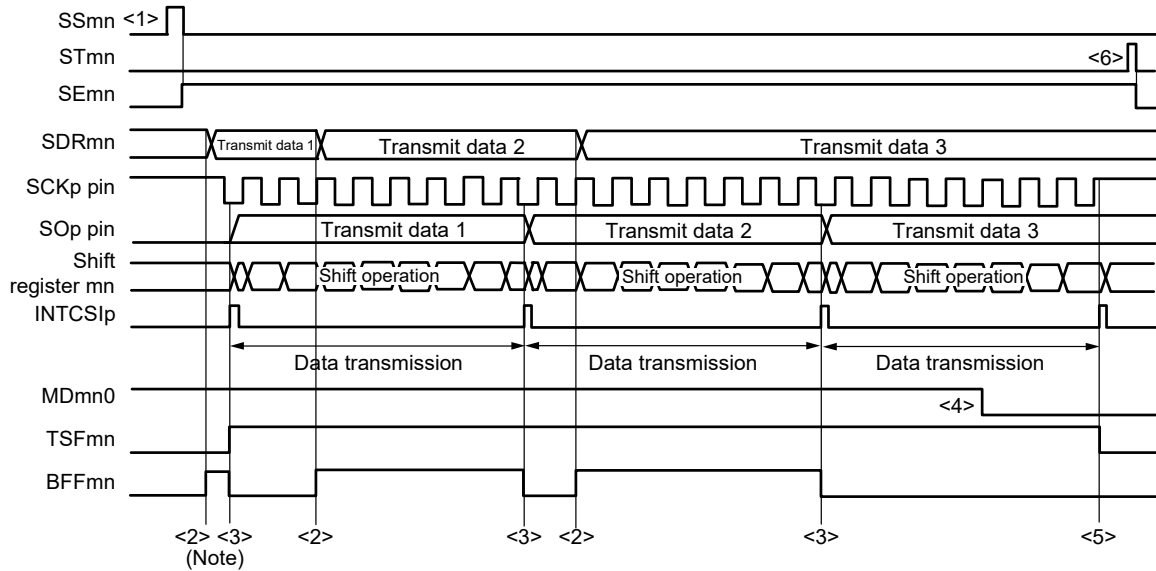 SSmn <1>
STmn <6>
SEmn
SDRmn Transmit data 1 Transmit data 2 Transmit data 3
SCKp pin
SOp pin Transmit data 1 Transmit data 2 Transmit data 3
Shift
register mn Shift operation Shift operation Shift operation
INTCSIp
Data transmission Data transmission Data transmission
MDmn0 <4>
TSFmn
BFFmn
<2> <3> <2> <3> <2> <3> <5>
(Note)